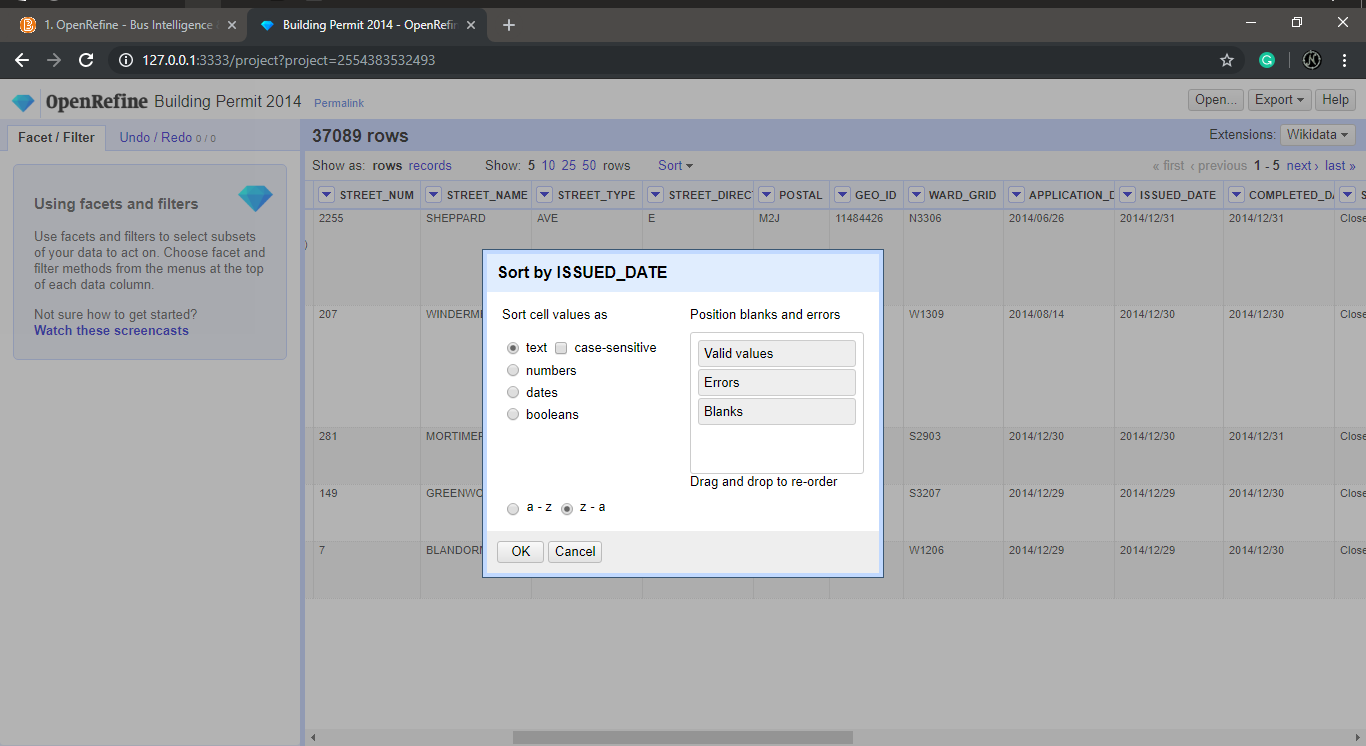 1. OpenRefine - Bus Intelligence
Building Permit 2014 - OpenRefin
127.0.0.1:3333/project?project=2554383532493
OpenRefine Building Permit 2014 Permalink
Open... Export Help
Facet / Filter Undo / Redo 0 / 0
37089 rows
Extensions: Wikidata
Show as: rows records Show: 5 10 25 50 rows Sort
« first ‹ previous 1 - 5 next › last »
STREET_NUM STREET_NAME STREET_TYPE STREET_DIREC POSTAL GEO_ID WARD_GRID APPLICATION_D ISSUED_DATE COMPLETED_DA S
2255 SHEPPARD AVE E M2J 11484426 N3306 2014/06/26 2014/12/31 2014/12/31 Close
207 WINDERM W1309 2014/08/14 2014/12/30 2014/12/30 Close
281 MORTIMER S2903 2014/12/30 2014/12/30 2014/12/31 Close
149 GREENWO S3207 2014/12/29 2014/12/29 2014/12/30 Close
7 BLANDOR W1206 2014/12/29 2014/12/29 2014/12/30 Close
Using facets and filters
Use facets and filters to select subsets
of your data to act on. Choose facet and
filter methods from the menus at the top
of each data column.
Not sure how to get started?
Watch these screencasts
Sort by ISSUED_DATE
Sort cell values as
text case-sensitive
numbers
dates
booleans
a - z z - a
Position blanks and errors
Valid values
Errors
Blanks
Drag and drop to re-order
OK Cancel